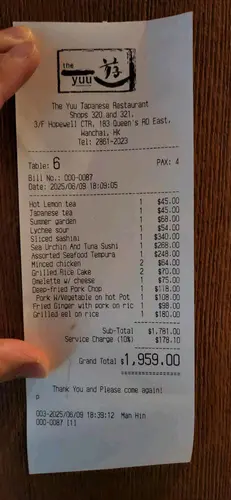 the
yuu 游
The Yuu Japanese Restaurant
Shops 320 and 321.
3/F Hopewell CTR, 183 Queen's RD East,
Wanchai, HK
Tel: 2861-2023
Table: 6 PAX: 4
Bill No.: 000-0087
Date: 2025/06/09 18:09:05
Hot Lemon tea 1 $45.00
Japanese tea 1 $45.00
Summer garden 1 $68.00
Lychee sour 1 $54.00
Sliced sashini 1 $340.00
Sea Urchin And Tuna Sushi 1 $268.00
Assorted Seafood Tempura 1 $248.00
Minced chicken 2 $64.00
Grilled Rice Cake 2 $70.00
Omelette w/ cheese 1 $75.00
Deep-fried Pork Chop 1 $118.00
Pork W/Vegetable on hot Pot 1 $108.00
Fried Ginger with pork on ric 1 $98.00
Grilled eel on rice 1 $180.00
Sub-Total $1,781.00
Service Charge (10%) $178.10
Grand Total $1,959.00
Thank You and Please come again!
D
003-2025/06/09 18:39:12 Man Hin
000-0087 [1]